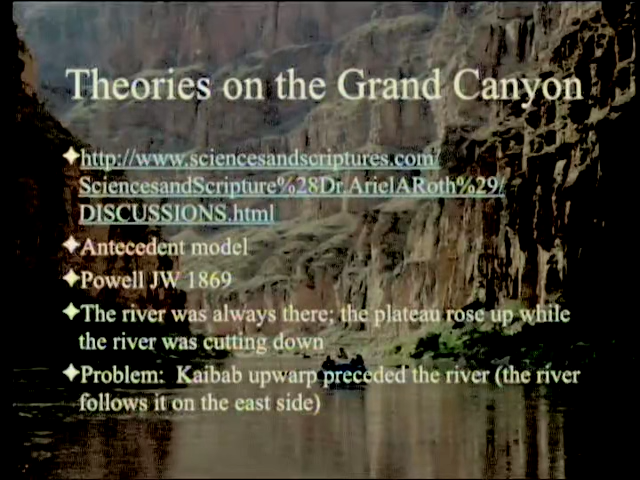 Theories on the Grand Canyon
http://www.sciencesandscriptures.com/
SciencesandScripture%28Dr.ArielARoth%29/
DISCUSSIONS.html
Antecedent model
Powell JW 1869
The river was always there; the plateau rose up while
the river was cutting down
Problem: Kaibab upwarp preceded the river (the river
follows it on the east side)